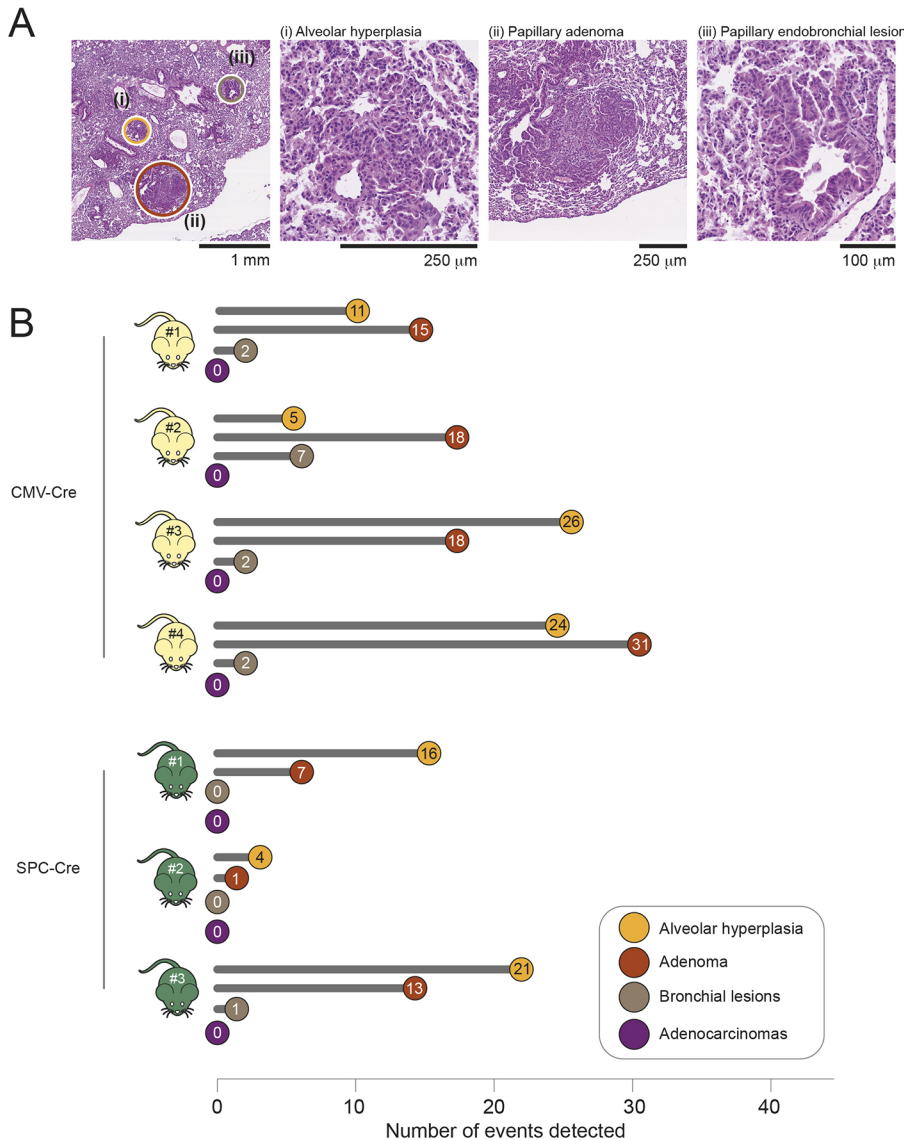 A
(i) Alveolar hyperplasia
(ii) Papillary adenoma
(iii) Papillary endobronchial lesion
(iii)
(i)
(ii)
1 mm
250 μm
250 μm
100 μm
B
CMV-Cre
#1
11
15
2
0
#2
5
18
7
0
#3
26
18
2
0
#4
24
31
2
0
SPC-Cre
#1
16
7
0
0
#2
4
1
0
0
#3
21
13
1
0
Alveolar hyperplasia
Adenoma
Bronchial lesions
Adenocarcinomas
0 10 20 30 40
Number of events detected